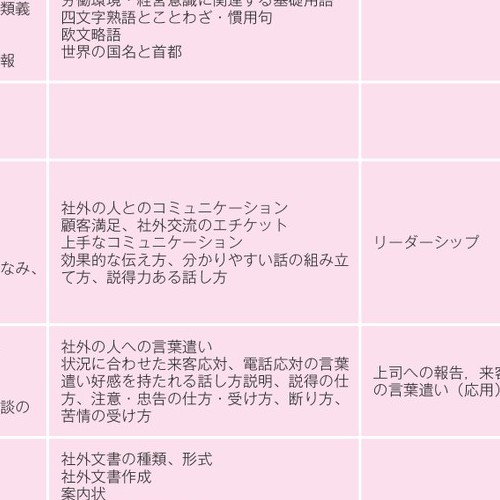 類義
報
労働環境・経営意識に関連する基礎用語
四文字熟語とことわざ・慣用句
欧文略語
世界の国名と首都
なみ、
社外の人とのコミュニケーション
顧客満足、社外交流のエチケット
上手なコミュニケーション
効果的な伝え方、分かりやすい話の組み立
て方、説得力ある話し方
リーダーシップ
談の
社外の人への言葉遣い
状況に合わせた来客応対、電話応対の言葉
遣い好感を持たれる話し方説明、説得の仕
方、注意・忠告の仕方・受け方、断り方、
苦情の受け方
上司への報告．来客
の言葉遣い（応用）
社外文書の種類、形式
社外文書作成
案内状